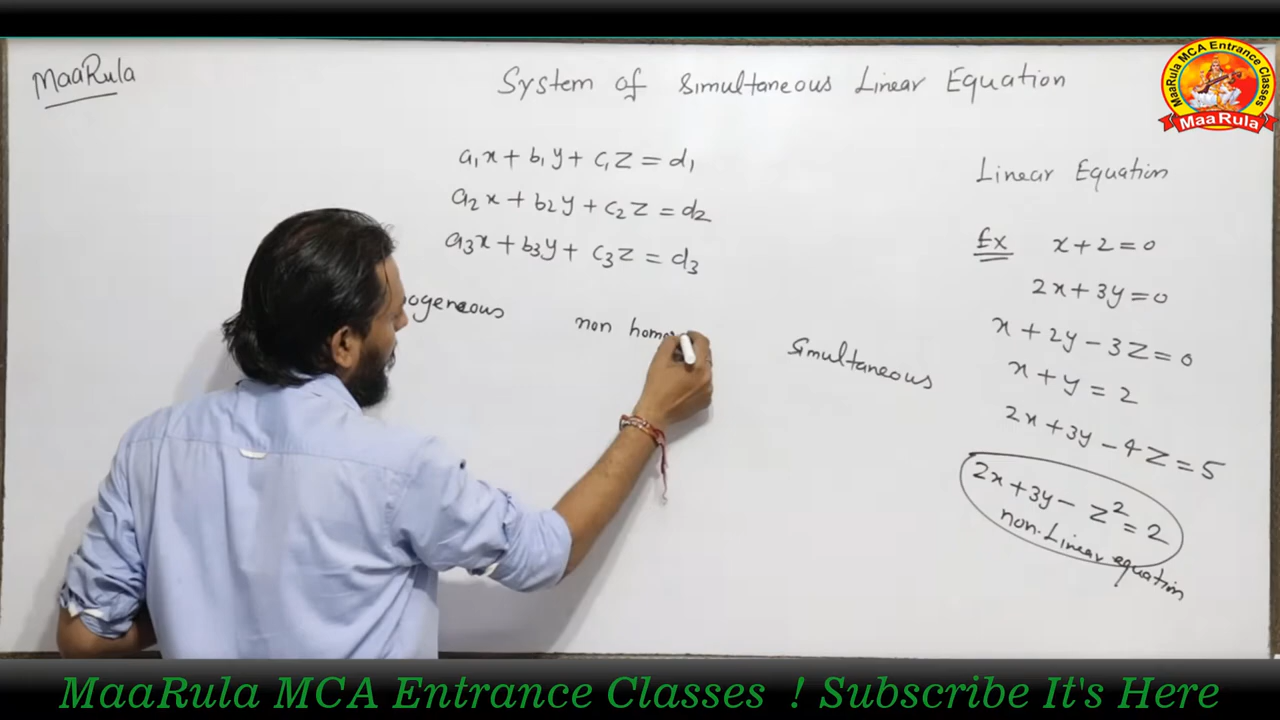 MaaRula
System of Simultaneous Linear Equation
MaaRula MCA Entrance Classes
MaaRula
a₁x + b₁y + c₁z = d₁
a₂x + b₂y + c₂z = d₂
a₃x + b₃y + c₃z = d₃
ogeneous non homo
Simultaneous
Linear Equation
Ex x + 2 = 0
2x + 3y = 0
x + 2y - 3z = 0
x + y = 2
2x + 3y - 4z = 5
2x + 3y - z² = 2
non-Linear equation
MaaRula MCA Entrance Classes ! Subscribe It's Here